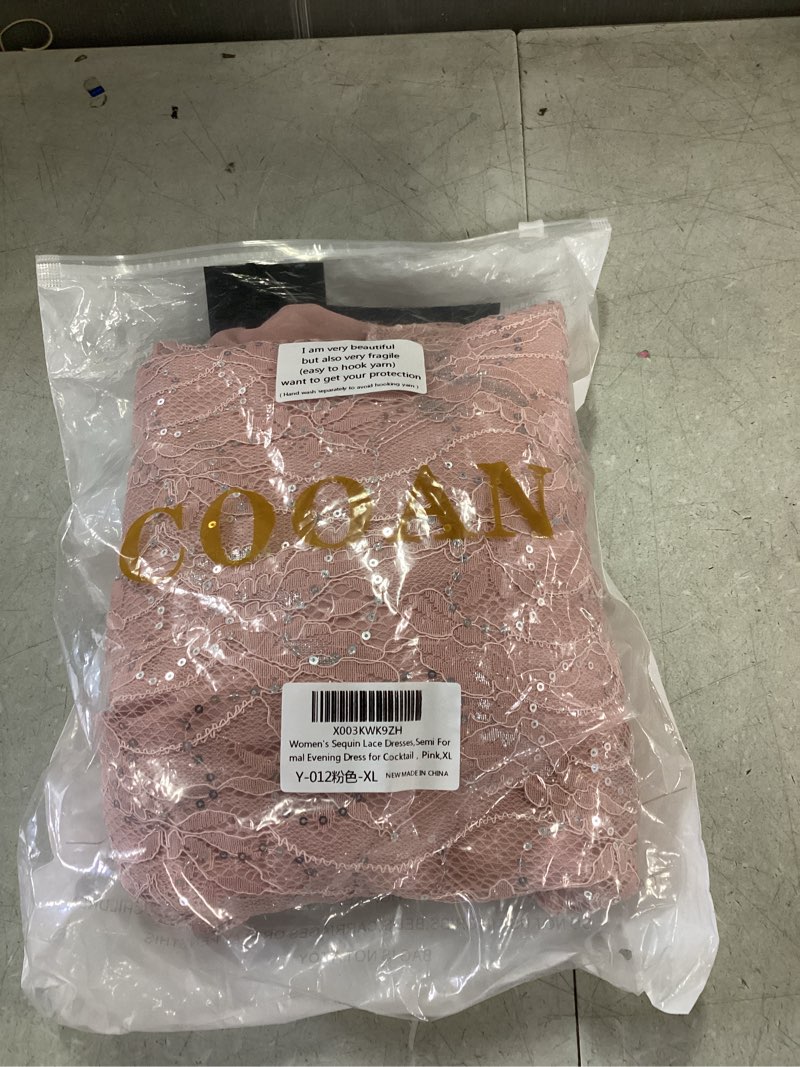 I am very beautiful
but also very fragile
(easy to hook yarn)
want to get your protection
( Hand wash separately to avoid hooking yarn )
COOAN
X003KWK9ZH
Women's Sequin Lace Dresses,Semi For
mal Evening Dress for Cocktail , Pink,XL
Y-012粉色-XL NEW MADE IN CHINA